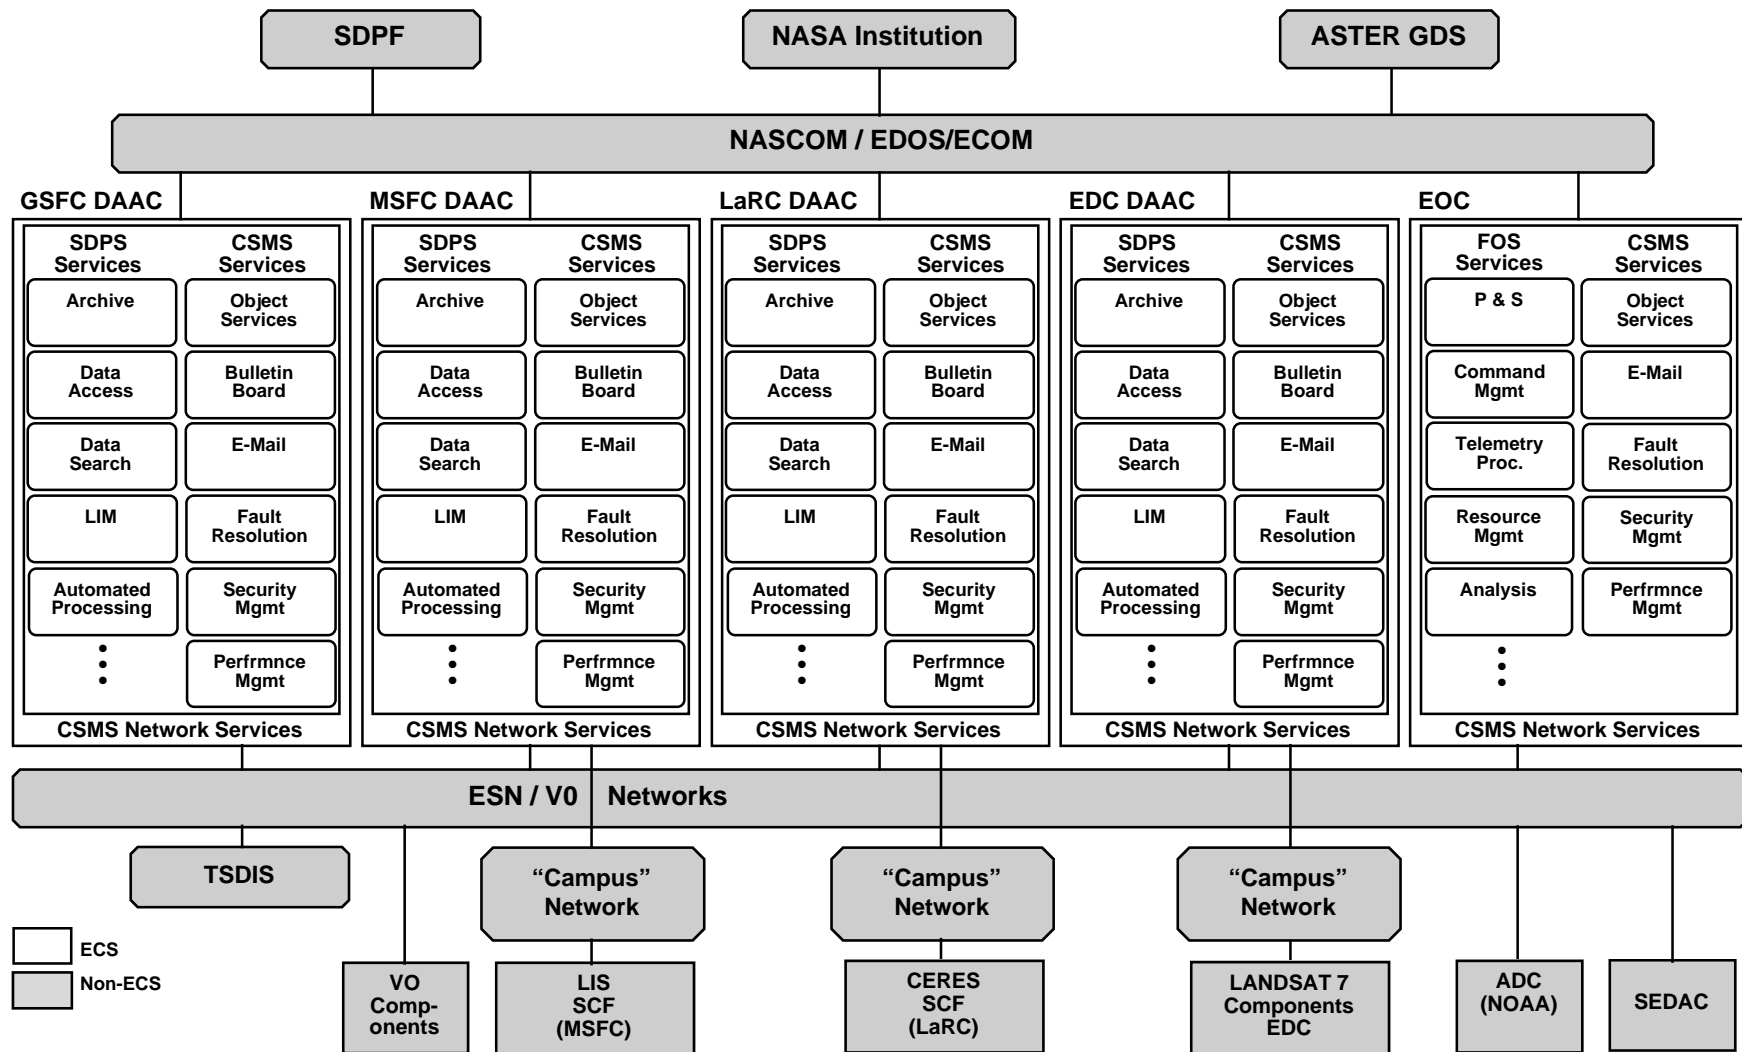 SDPF
NASA Institution
ASTER GDS
NASCOM / EDOS/ECOM
GSFC DAAC
SDPS
Services
CSMS
Services
Archive
Object
Services
Data
Access
Bulletin
Board
Data
Search
E-Mail
LIM
Fault
Resolution
Automated
Processing
Security
Mgmt
Perfrmnce
Mgmt
CSMS Network Services
MSFC DAAC
SDPS
Services
CSMS
Services
Archive
Object
Services
Data
Access
Bulletin
Board
Data
Search
E-Mail
LIM
Fault
Resolution
Automated
Processing
Security
Mgmt
Perfrmnce
Mgmt
CSMS Network Services
LaRC DAAC
SDPS
Services
CSMS
Services
Archive
Object
Services
Data
Access
Bulletin
Board
Data
Search
E-Mail
LIM
Fault
Resolution
Automated
Processing
Security
Mgmt
Perfrmnce
Mgmt
CSMS Network Services
EDC DAAC
SDPS
Services
CSMS
Services
Archive
Object
Services
Data
Access
Bulletin
Board
Data
Search
E-Mail
LIM
Fault
Resolution
Automated
Processing
Security
Mgmt
Perfrmnce
Mgmt
CSMS Network Services
EOC
FOS
Services
CSMS
Services
P & S
Object
Services
Command
Mgmt
E-Mail
Telemetry
Proc.
Fault
Resolution
Resource
Mgmt
Security
Mgmt
Analysis
Perfrmnce
Mgmt
CSMS Network Services
ESN / V0 Networks
TSDIS
“Campus”
Network
“Campus”
Network
“Campus”
Network
ECS
Non-ECS
VO
Comp-
onents
LIS
SCF
(MSFC)
CERES
SCF
(LaRC)
LANDSAT 7
Components
EDC
ADC
(NOAA)
SEDAC